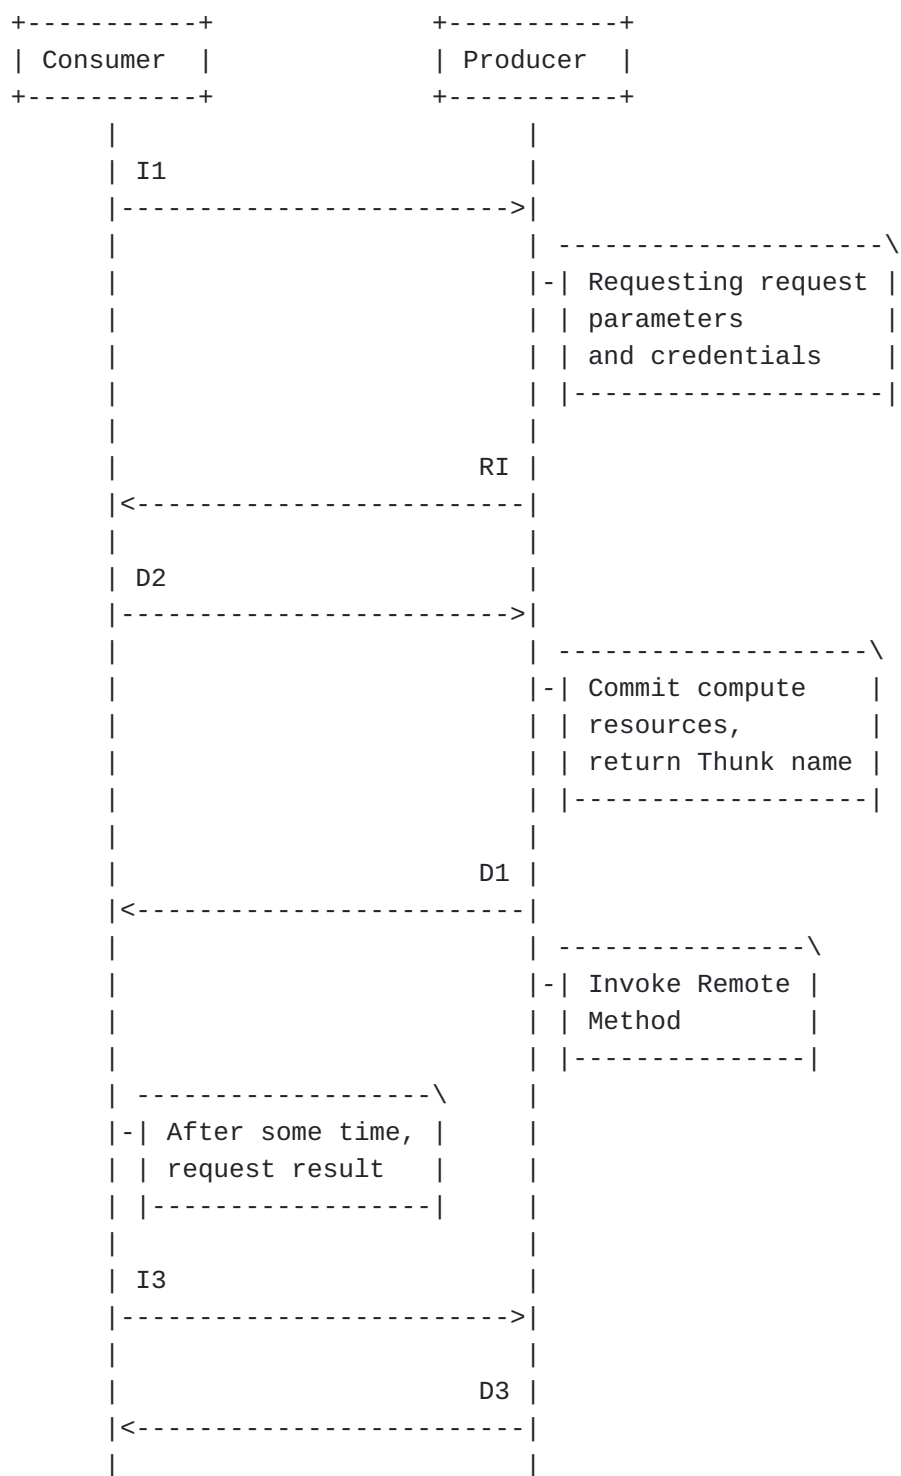 Consumer Producer
I1
Requesting request
parameters
and credentials
RI
D2
Commit compute
resources,
return Thunk name
D1
Invoke Remote
Method
After some time,
request result
I3
D3